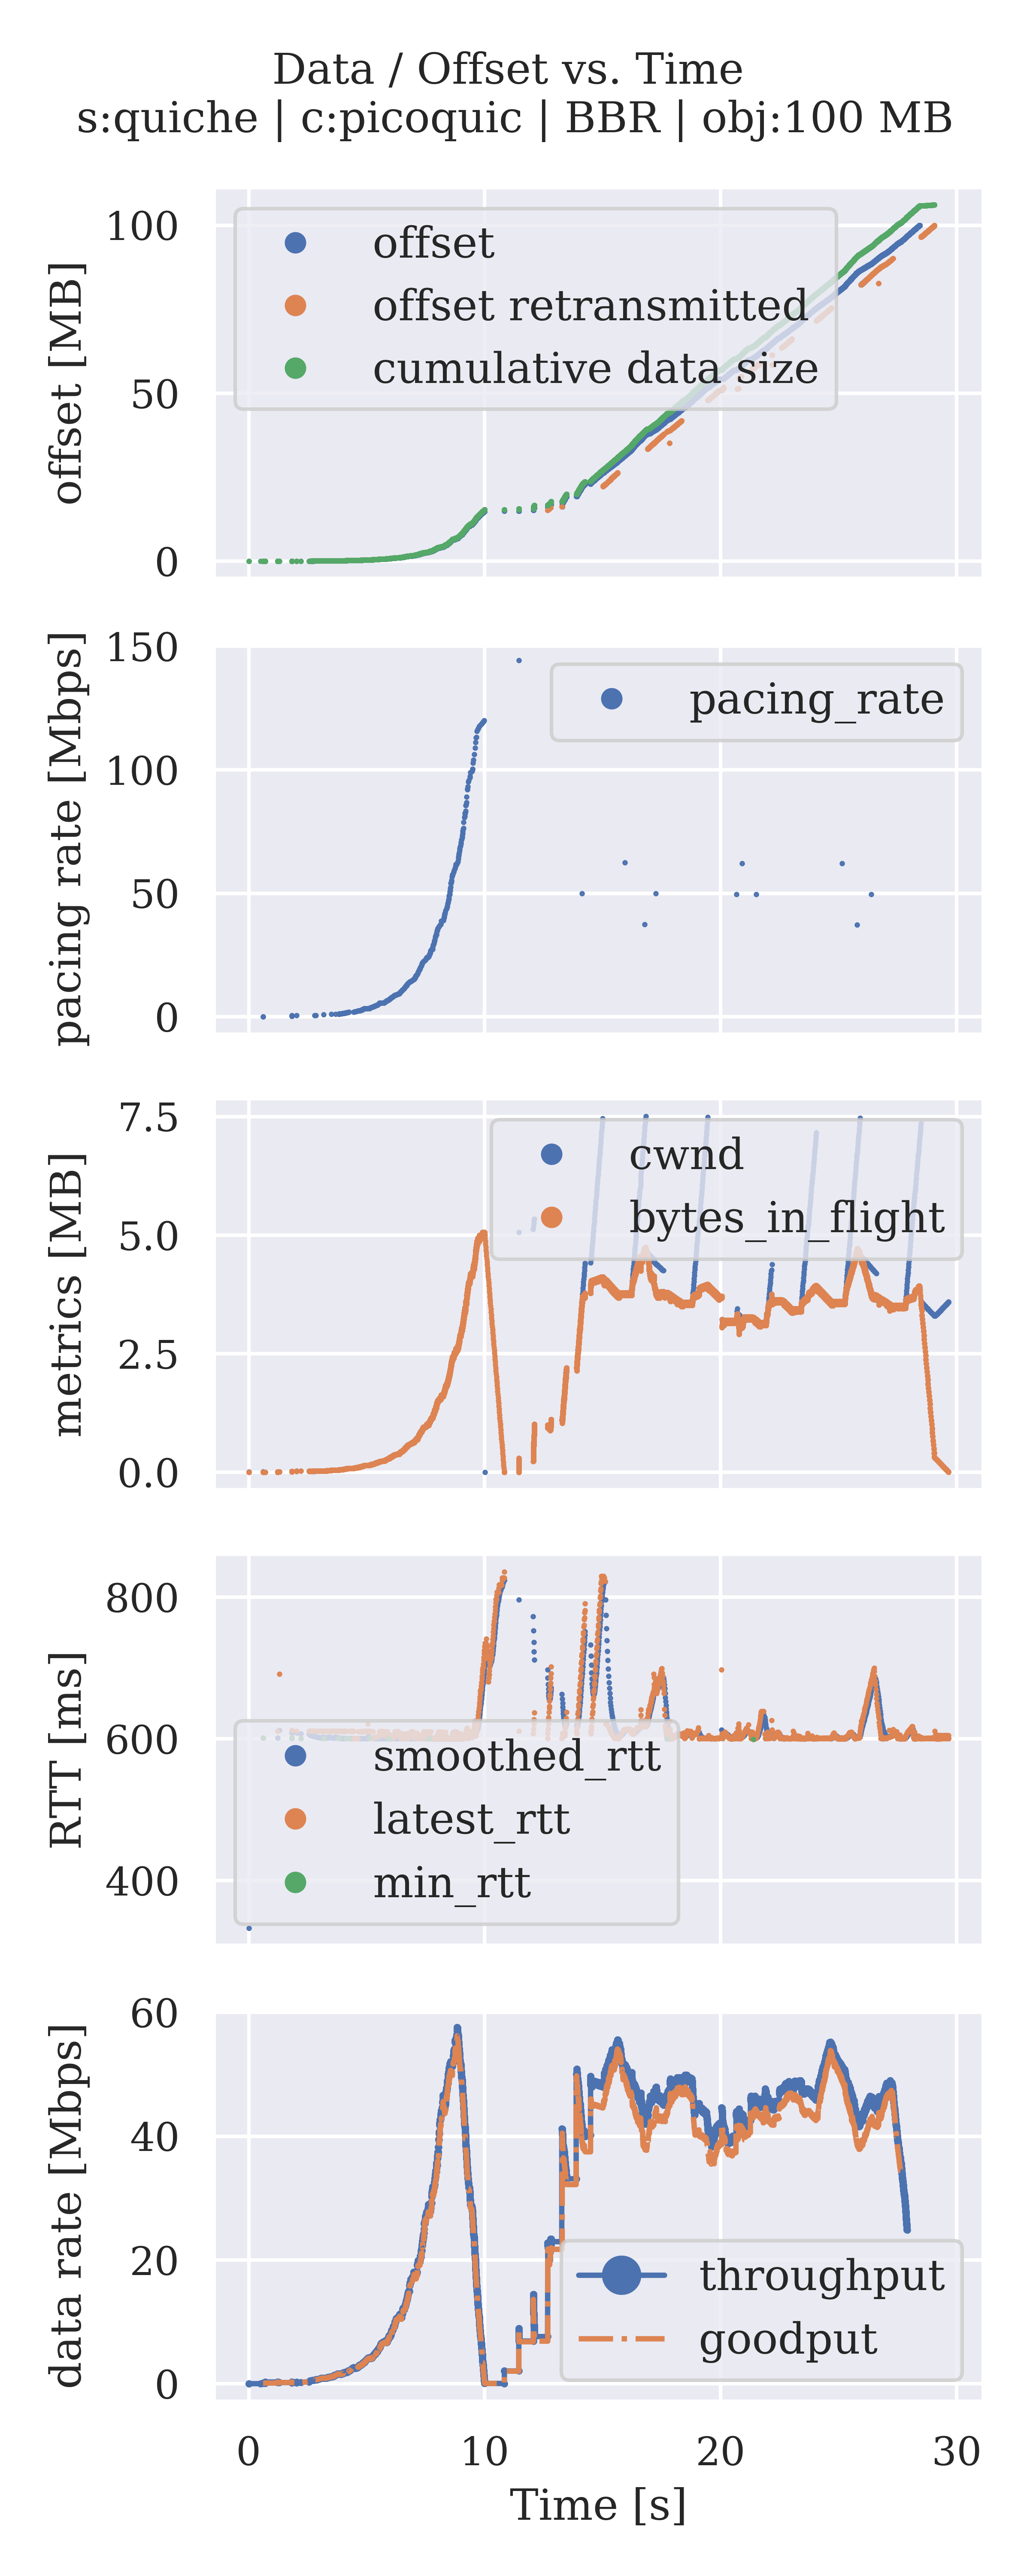 Data / Offset vs. Time
s:quiche | c:picoquic | BBR | obj:100 MB
offset [MB]
100
50
0
offset
offset retransmitted
cumulative data size
pacing rate [Mbps]
150
100
50
0
pacing_rate
metrics [MB]
7.5
5.0
2.5
0.0
cwnd
bytes_in_flight
RTT [ms]
800
600
400
smoothed_rtt
latest_rtt
min_rtt
data rate [Mbps]
60
40
20
0
throughput
goodput
0 10 20 30
Time [s]